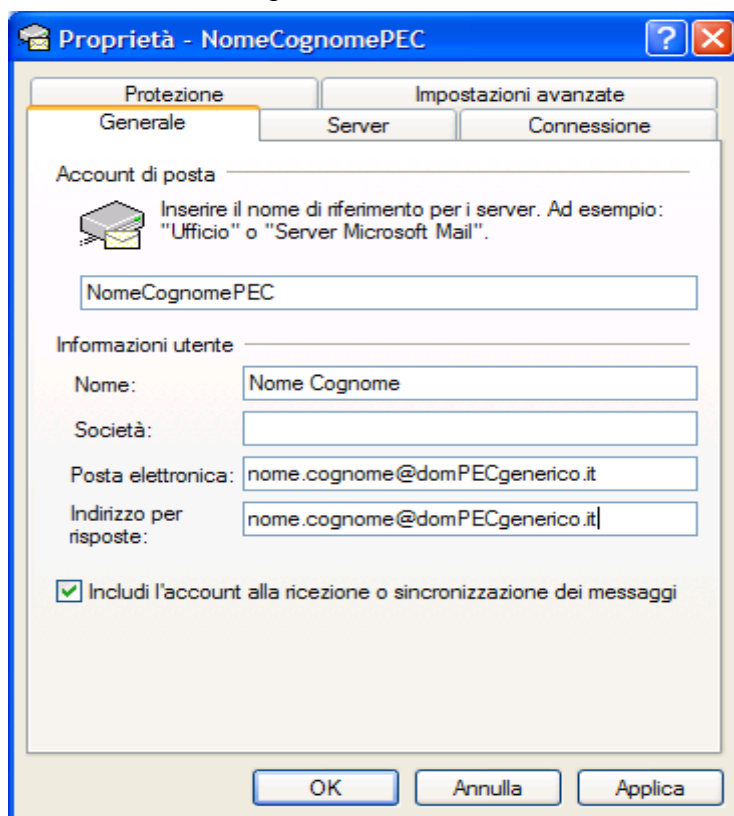 Proprietà - NomeCognomePEC
Protezione
Impostazioni avanzate
Generale
Server
Connessione
Account di posta
Inserire il nome di riferimento per i server. Ad esempio:
"Ufficio" o "Server Microsoft Mail".
NomeCognomePEC
Informazioni utente
Nome:
Nome Cognome
Società:
Posta elettronica:
nome.cognome@domPECgenerico.it
Indirizzo per
risposte:
nome.cognome@domPECgenerico.it
Includi l'account alla ricezione o sincronizzazione dei messaggi
OK
Annulla
Applica